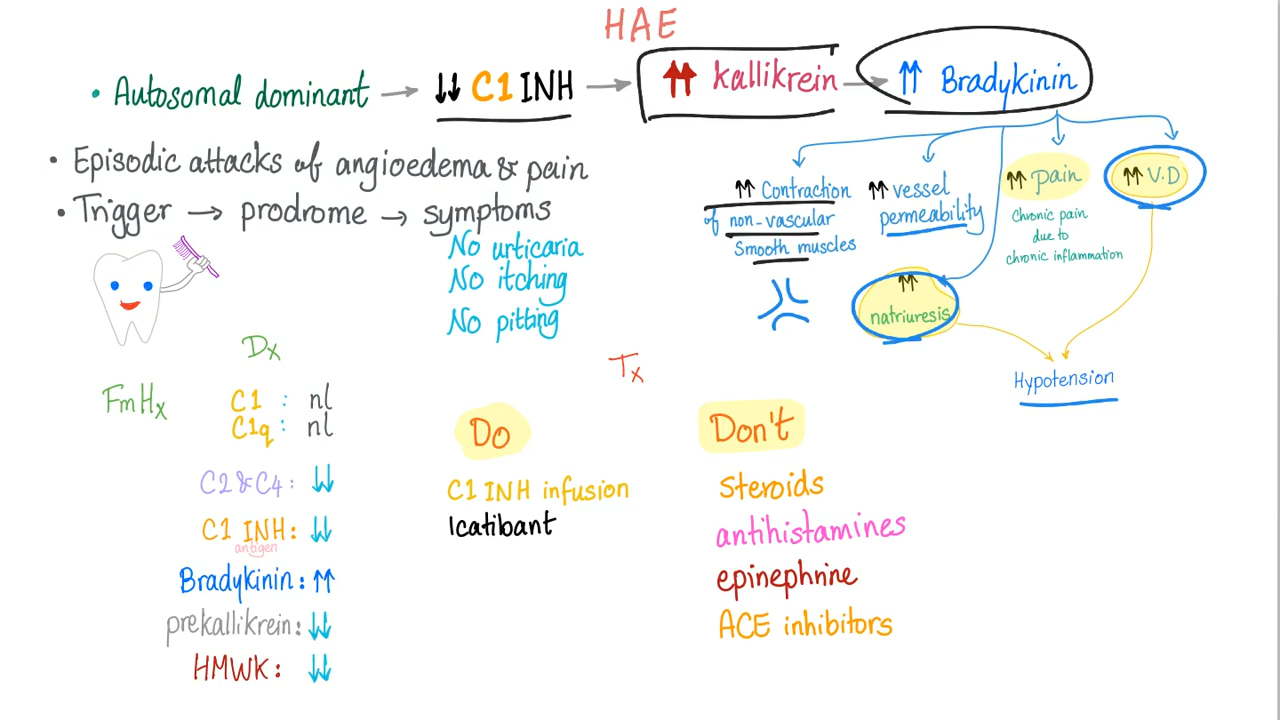 HAE
• Autosomal dominant → ↓↓ C1 INH → ↑↑ kallikrein → ↑↑ Bradykinin
• Episodic attacks of angioedema & pain
• Trigger → prodrome → symptoms
No urticaria
No itching
No pitting
↑↑ Contraction
of non-vascular
smooth muscles
↑↑ vessel
permeability
↑↑ pain
Chronic pain
due to
chronic inflammation
↑↑ V.D
↑↑
natriuresis
Hypotension
Dx
FmHx
C1 : nl
C1q : nl
C2 & C4 : ↓↓
C1 INH : ↓↓
antigen
Bradykinin : ↑↑
prekallikrein : ↓↓
HMWK : ↓↓
Tx
Do
C1 INH infusion
Icatibant
Don't
Steroids
antihistamines
epinephrine
ACE inhibitors